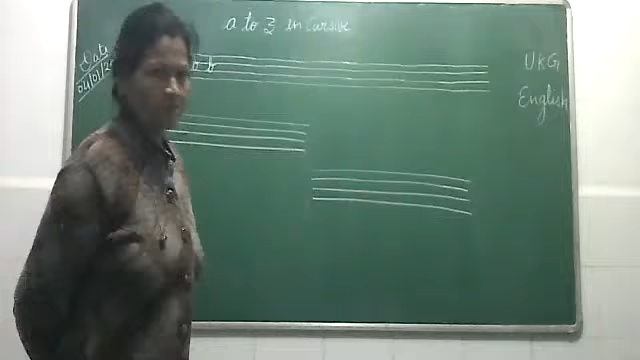 a to z in Cursive
Date
04/01/2
a b
UKG
English